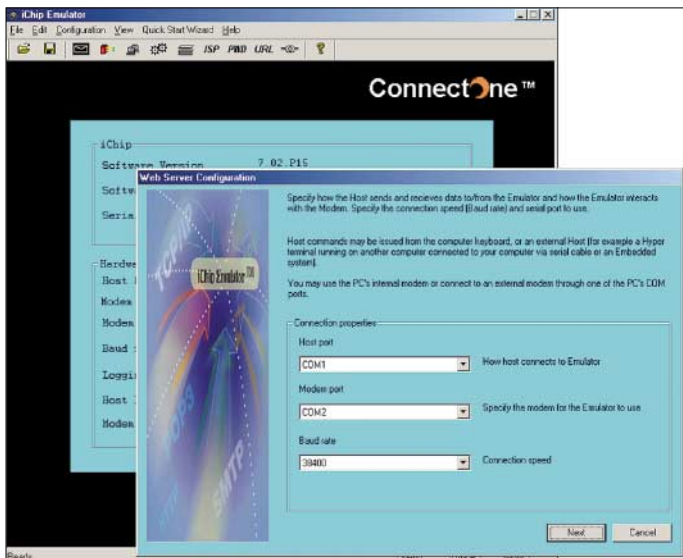 iChip Emulator
File Edit Configuration View Quick Start Wizard Help
ISP PWD URL
ConnectOne™
iChip
Software Version 7.02.P15
Softw
Seria
Hardwa
Host
Modem
Modem
Baud
Loggi
Host
Modem
Web Server Configuration
iChip Emulator™
TCP/IP
POP3
SMTP
Specify how the Host sends and recieves data to/from the Emulator and how the Emulator interacts
with the Modem. Specify the connection speed (Baud rate) and serial port to use.
Host commands may be issued from the computer keyboard, or an external Host (for example a Hyper
terminal running on another computer connected to your computer via serial cable or an Embedded
system).
You may use the PC's internal modem or connect to an external modem through one of the PC's COM
ports.
Connection properties
Host port
COM1 How host connects to Emulator
Modem port
COM2 Specify the modem for the Emulator to use
Baud rate
38400 Connection speed
Next Cancel
Ready